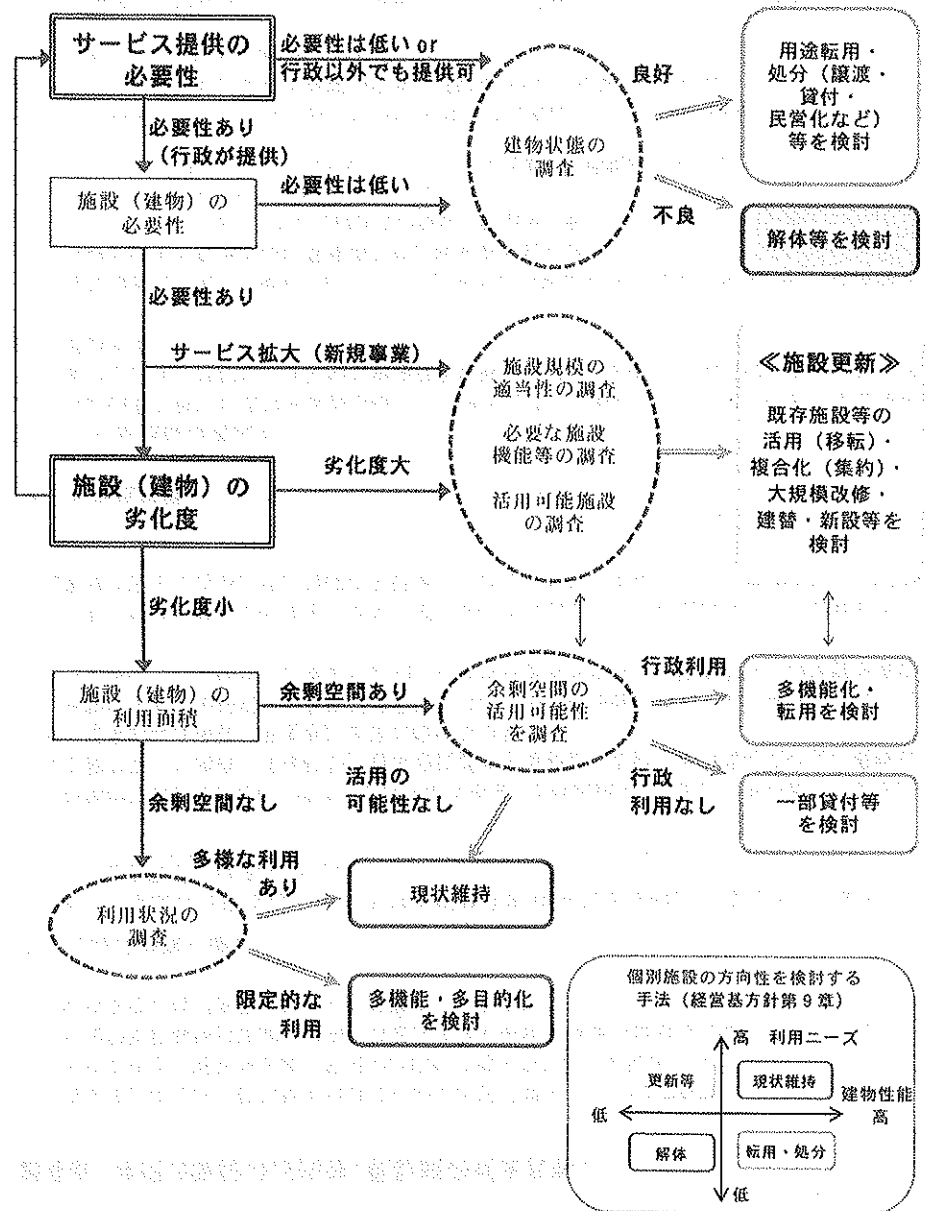 サービス提供の
必要性
必要性は低い or
行政以外でも提供可
良好
用途転用・
処分（譲渡・
貸付・
民営化など）
等を検討
建物状態の
調査
必要性あり
（行政が提供）
施設（建物）の
必要性
必要性は低い
不良
解体等を検討
必要性あり
サービス拡大（新規事業）
施設規模の
適当性の調査
必要な施設
機能等の調査
活用可能施設
の調査
≪施設更新≫
既存施設等の
活用（移転）・
複合化（集約）・
大規模改修・
建替・新設等を
検討
施設（建物）の
劣化度
劣化度大
劣化度小
施設（建物）の
利用面積
余剰空間あり
余剰空間の
活用可能性
を調査
行政利用
多機能化・
転用を検討
余剰空間なし
活用の
可能性なし
行政
利用なし
一部貸付等
を検討
利用状況の
調査
多様な利用
あり
現状維持
限定的な
利用
多機能・多目的化
を検討
個別施設の方向性を検討する
手法（経営基方針第９章）
高 利用ニーズ
更新等
現状維持
建物性能
低
高
解体
転用・処分
低